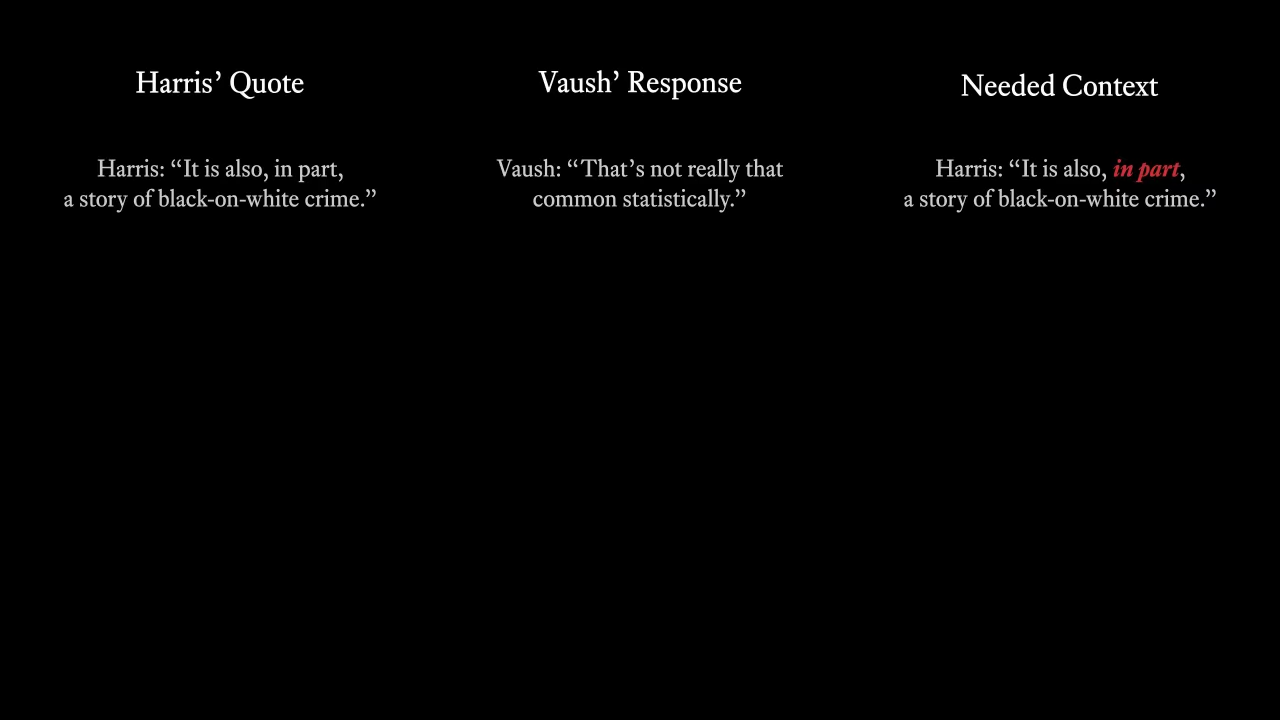 Harris’ Quote
Harris: “It is also, in part,
a story of black-on-white crime.”
Vaush’ Response
Vaush: “That’s not really that
common statistically.”
Needed Context
Harris: “It is also, in part,
a story of black-on-white crime.”